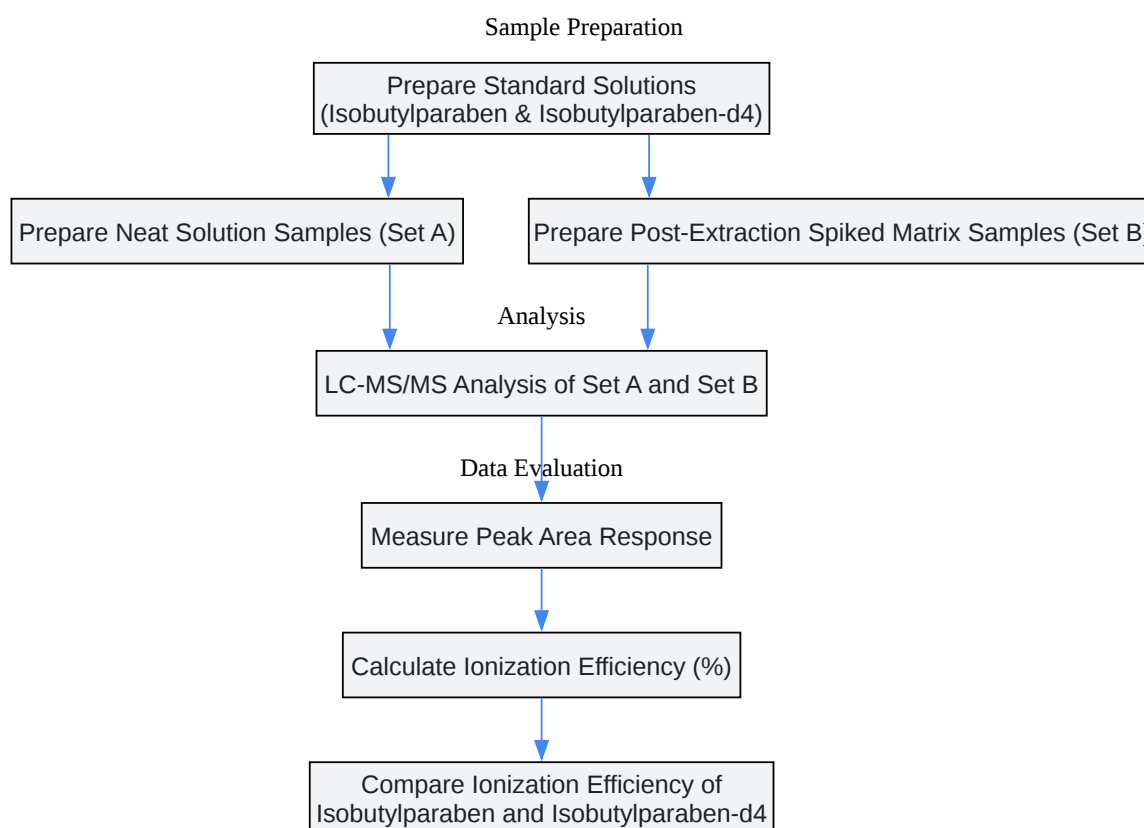 Sample Preparation
Prepare Standard Solutions
(Isobutylparaben & Isobutylparaben-d4)
Prepare Neat Solution Samples (Set A)
Prepare Post-Extraction Spiked Matrix Samples (Set B)
Analysis
LC-MS/MS Analysis of Set A and Set B
Data Evaluation
Measure Peak Area Response
Calculate Ionization Efficiency (%)
Compare Ionization Efficiency of
Isobutylparaben and Isobutylparaben-d4